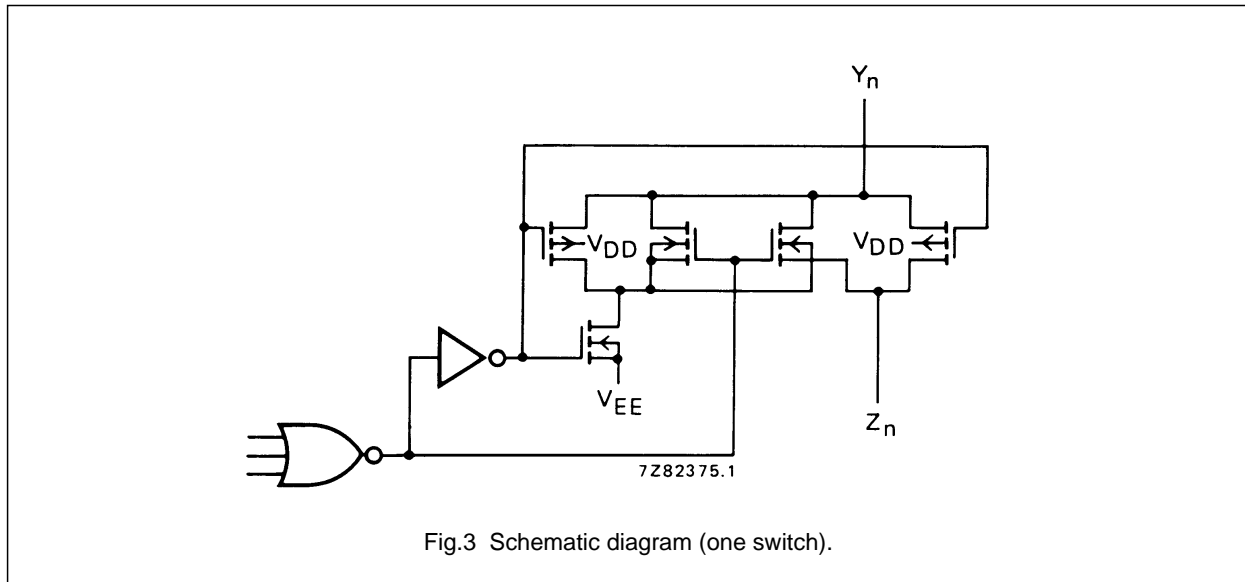 Yn
VDD VDD
VEE
Zn
7Z82375.1
Fig.3 Schematic diagram (one switch).